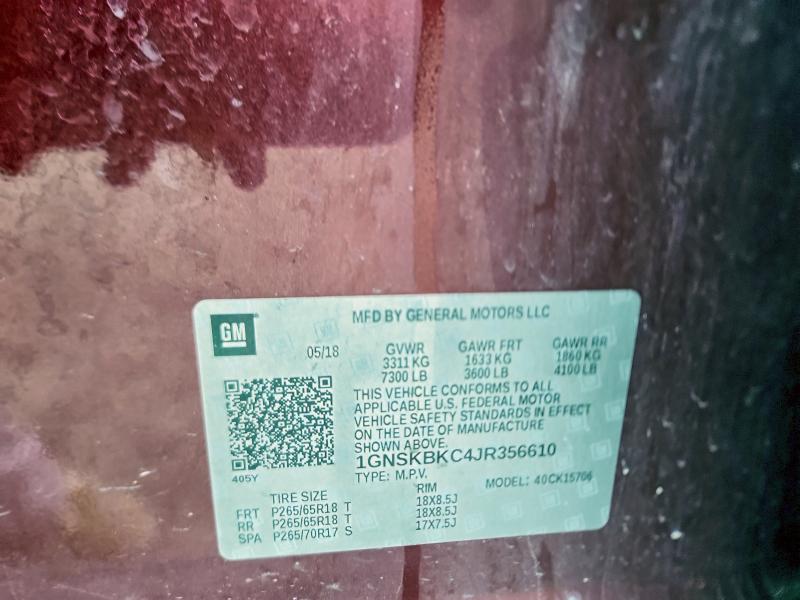 MFD BY GENERAL MOTORS LLC
GM
05/18
GVWR GAWR FRT GAWR RR
3311 KG 1633 KG 1860 KG
7300 LB 3600 LB 4100 LB
THIS VEHICLE CONFORMS TO ALL
APPLICABLE U.S. FEDERAL MOTOR
VEHICLE SAFETY STANDARDS IN EFFECT
ON THE DATE OF MANUFACTURE
SHOWN ABOVE.
1GNSKBKC4JR356610
405Y
TYPE: M.P.V. MODEL: 40CK15706
TIRE SIZE RIM
FRT P265/65R18 T 18X8.5J
RR P265/65R18 T 18X8.5J
SPA P265/70R17 S 17X7.5J